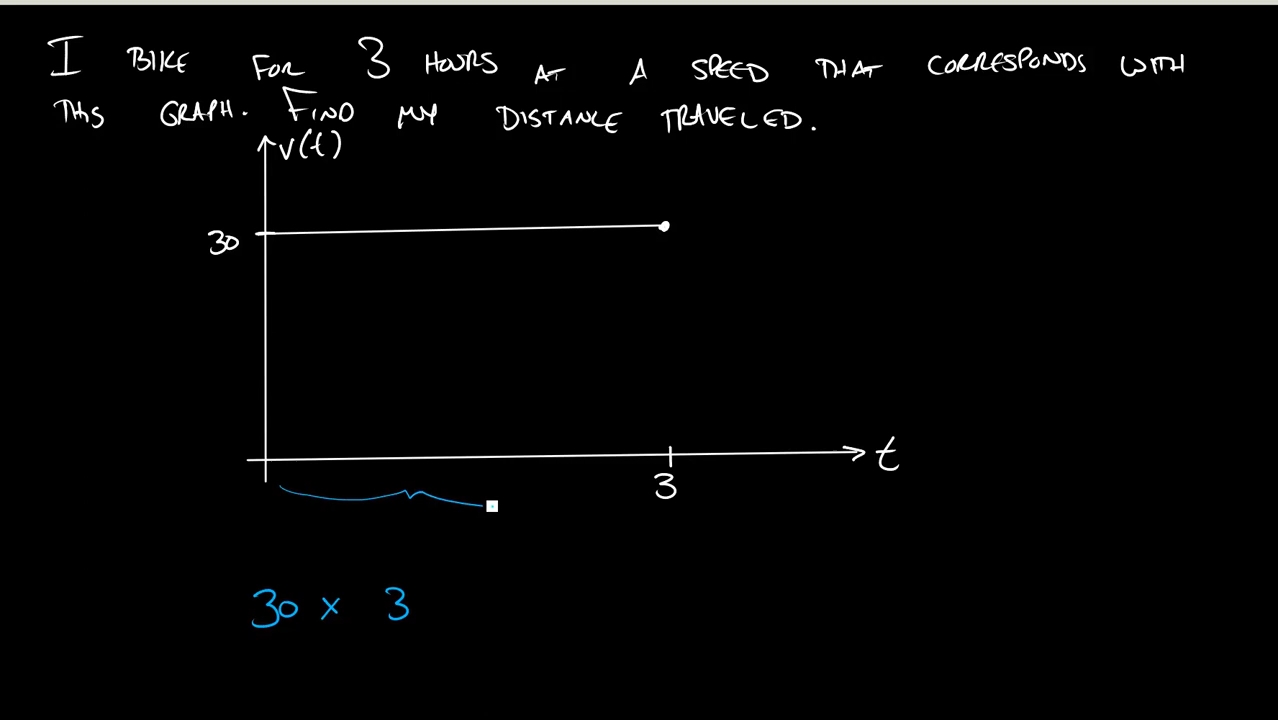 I BIKE FOR 3 HOURS AT A SPEED THAT CORRESPONDS WITH
THIS GRAPH. FIND MY DISTANCE TRAVELED.
v(t)
30
t
3
30 × 3